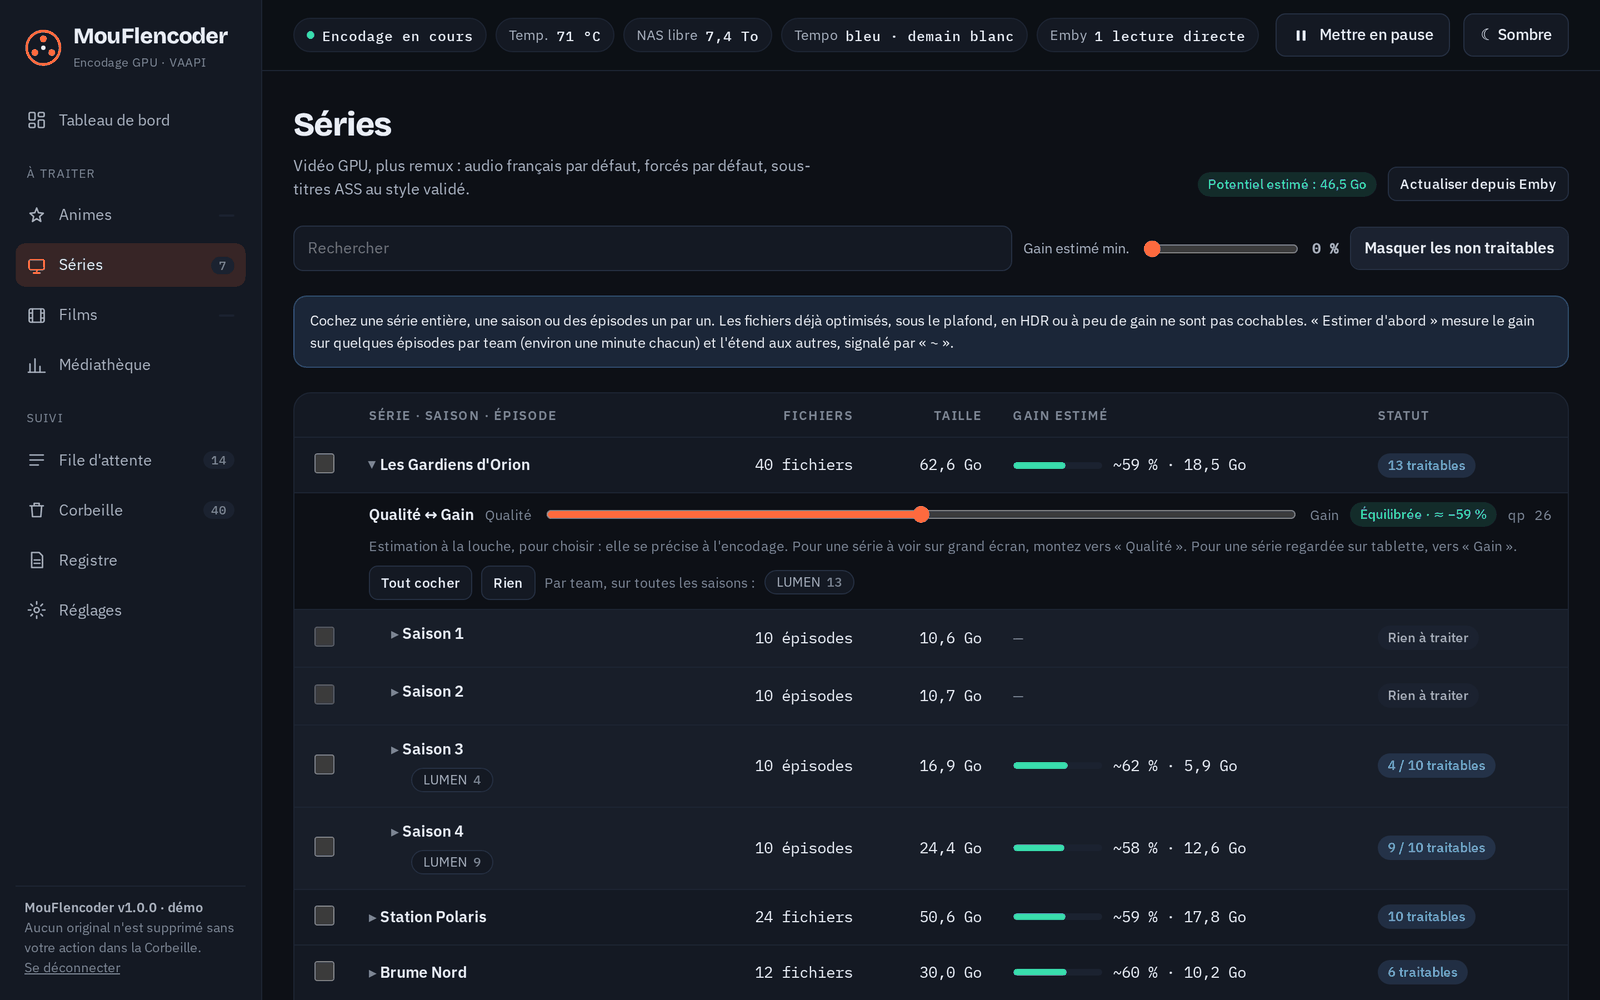 MouFlencoder
Encodage GPU · VAAPI
Tableau de bord
À TRAITER
Animes —
Séries 7
Films —
Médiathèque
SUIVI
File d'attente 14
Corbeille 40
Registre
Réglages
MouFlencoder v1.0.0 · démo
Aucun original n'est supprimé sans
votre action dans la Corbeille.
Se déconnecter
Encodage en cours
Temp. 71 °C
NAS libre 7,4 To
Tempo bleu · demain blanc
Emby 1 lecture directe
Mettre en pause
☾ Sombre
Séries
Vidéo GPU, plus remux : audio français par défaut, forcés par défaut, sous-
titres ASS au style validé.
Potentiel estimé : 46,5 Go
Actualiser depuis Emby
Rechercher
Gain estimé min. 0 %
Masquer les non traitables
Cochez une série entière, une saison ou des épisodes un par un. Les fichiers déjà optimisés, sous le plafond, en HDR ou à peu de gain ne sont pas cochables. « Estimer d'abord » mesure le gain
sur quelques épisodes par team (environ une minute chacun) et l'étend aux autres, signalé par « ~ ».
SÉRIE · SAISON · ÉPISODE FICHIERS TAILLE GAIN ESTIMÉ STATUT
▾ Les Gardiens d'Orion 40 fichiers 62,6 Go ~59 % · 18,5 Go 13 traitables
Qualité ↔ Gain Qualité Gain Équilibrée · ≈ −59 % qp 26
Estimation à la louche, pour choisir : elle se précise à l'encodage. Pour une série à voir sur grand écran, montez vers « Qualité ». Pour une série regardée sur tablette, vers « Gain ».
Tout cocher Rien Par team, sur toutes les saisons : LUMEN 13
▸ Saison 1 10 épisodes 10,6 Go — Rien à traiter
▸ Saison 2 10 épisodes 10,7 Go — Rien à traiter
▸ Saison 3 10 épisodes 16,9 Go ~62 % · 5,9 Go 4 / 10 traitables
LUMEN 4
▸ Saison 4 10 épisodes 24,4 Go ~58 % · 12,6 Go 9 / 10 traitables
LUMEN 9
▸ Station Polaris 24 fichiers 50,6 Go ~59 % · 17,8 Go 10 traitables
▸ Brume Nord 12 fichiers 30,0 Go ~60 % · 10,2 Go 6 traitables